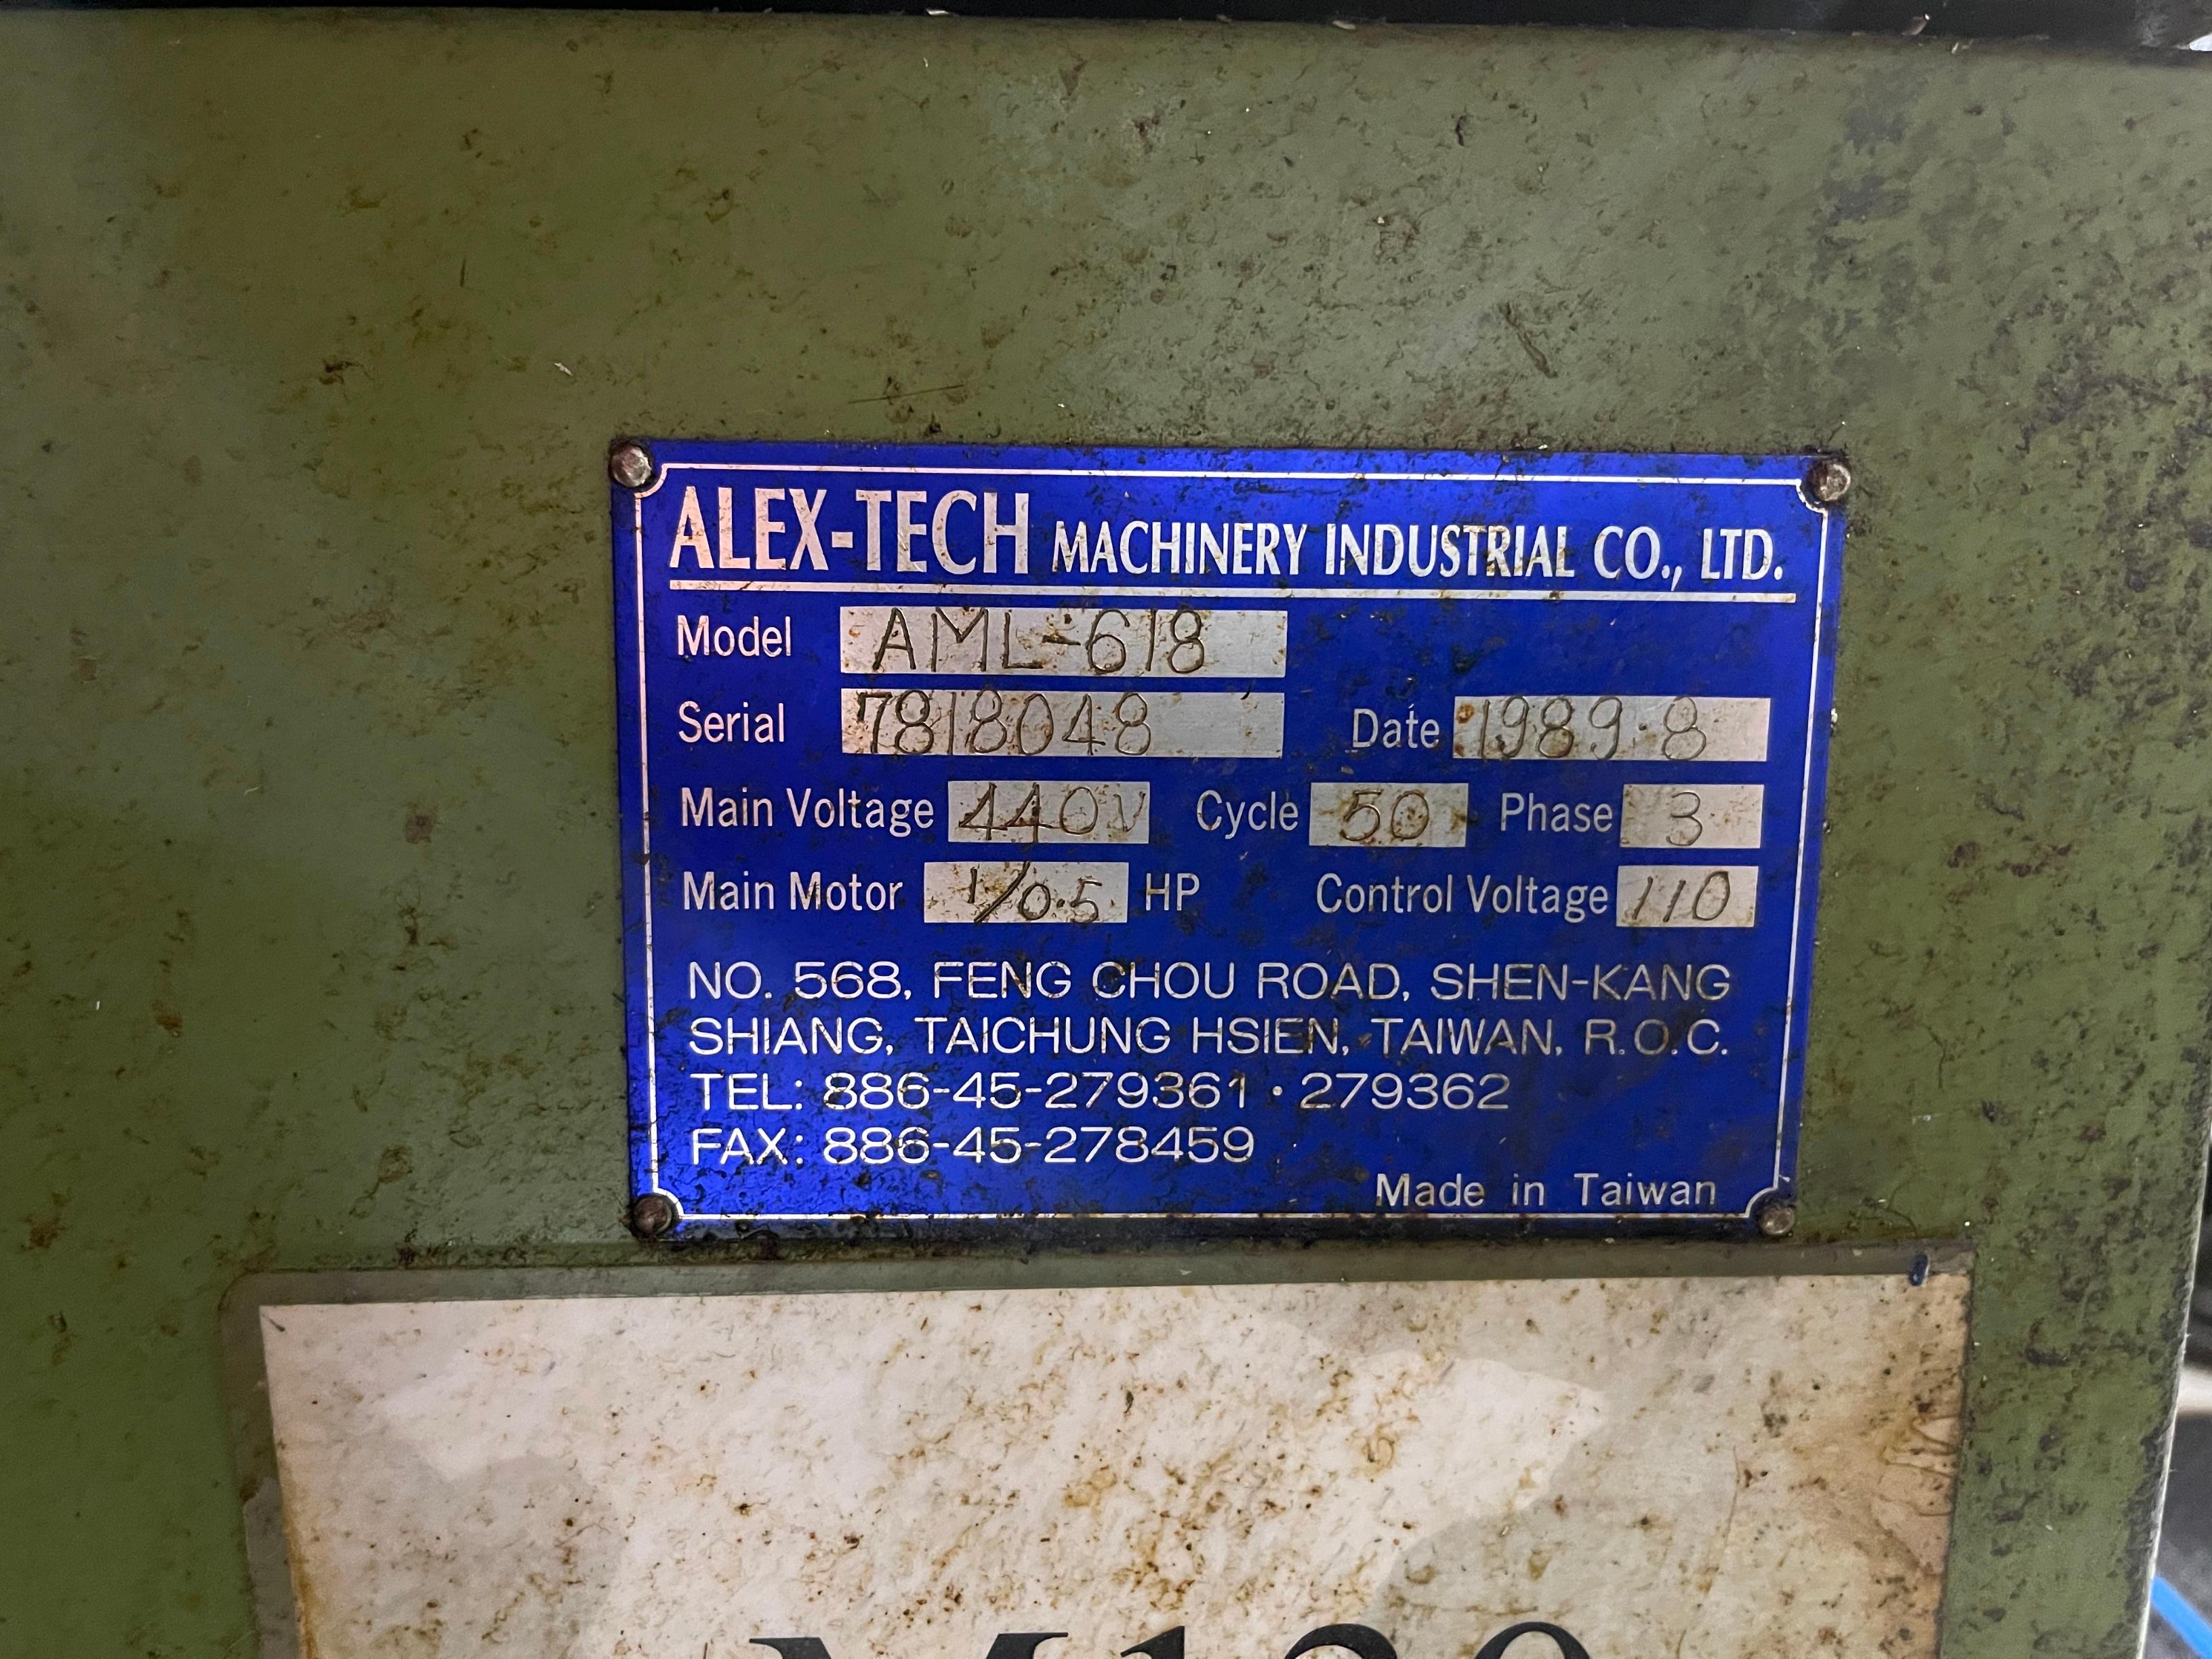 ALEX-TECH MACHINERY INDUSTRIAL CO., LTD.
Model AML-618
Serial 7818048 Date 1989.8
Main Voltage 440V Cycle 50 Phase 3
Main Motor 1/0.5 HP Control Voltage 110
NO. 568, FENG CHOU ROAD, SHEN-KANG
SHIANG, TAICHUNG HSIEN, TAIWAN, R.O.C.
TEL: 886-45-279361 · 279362
FAX: 886-45-278459
Made in Taiwan